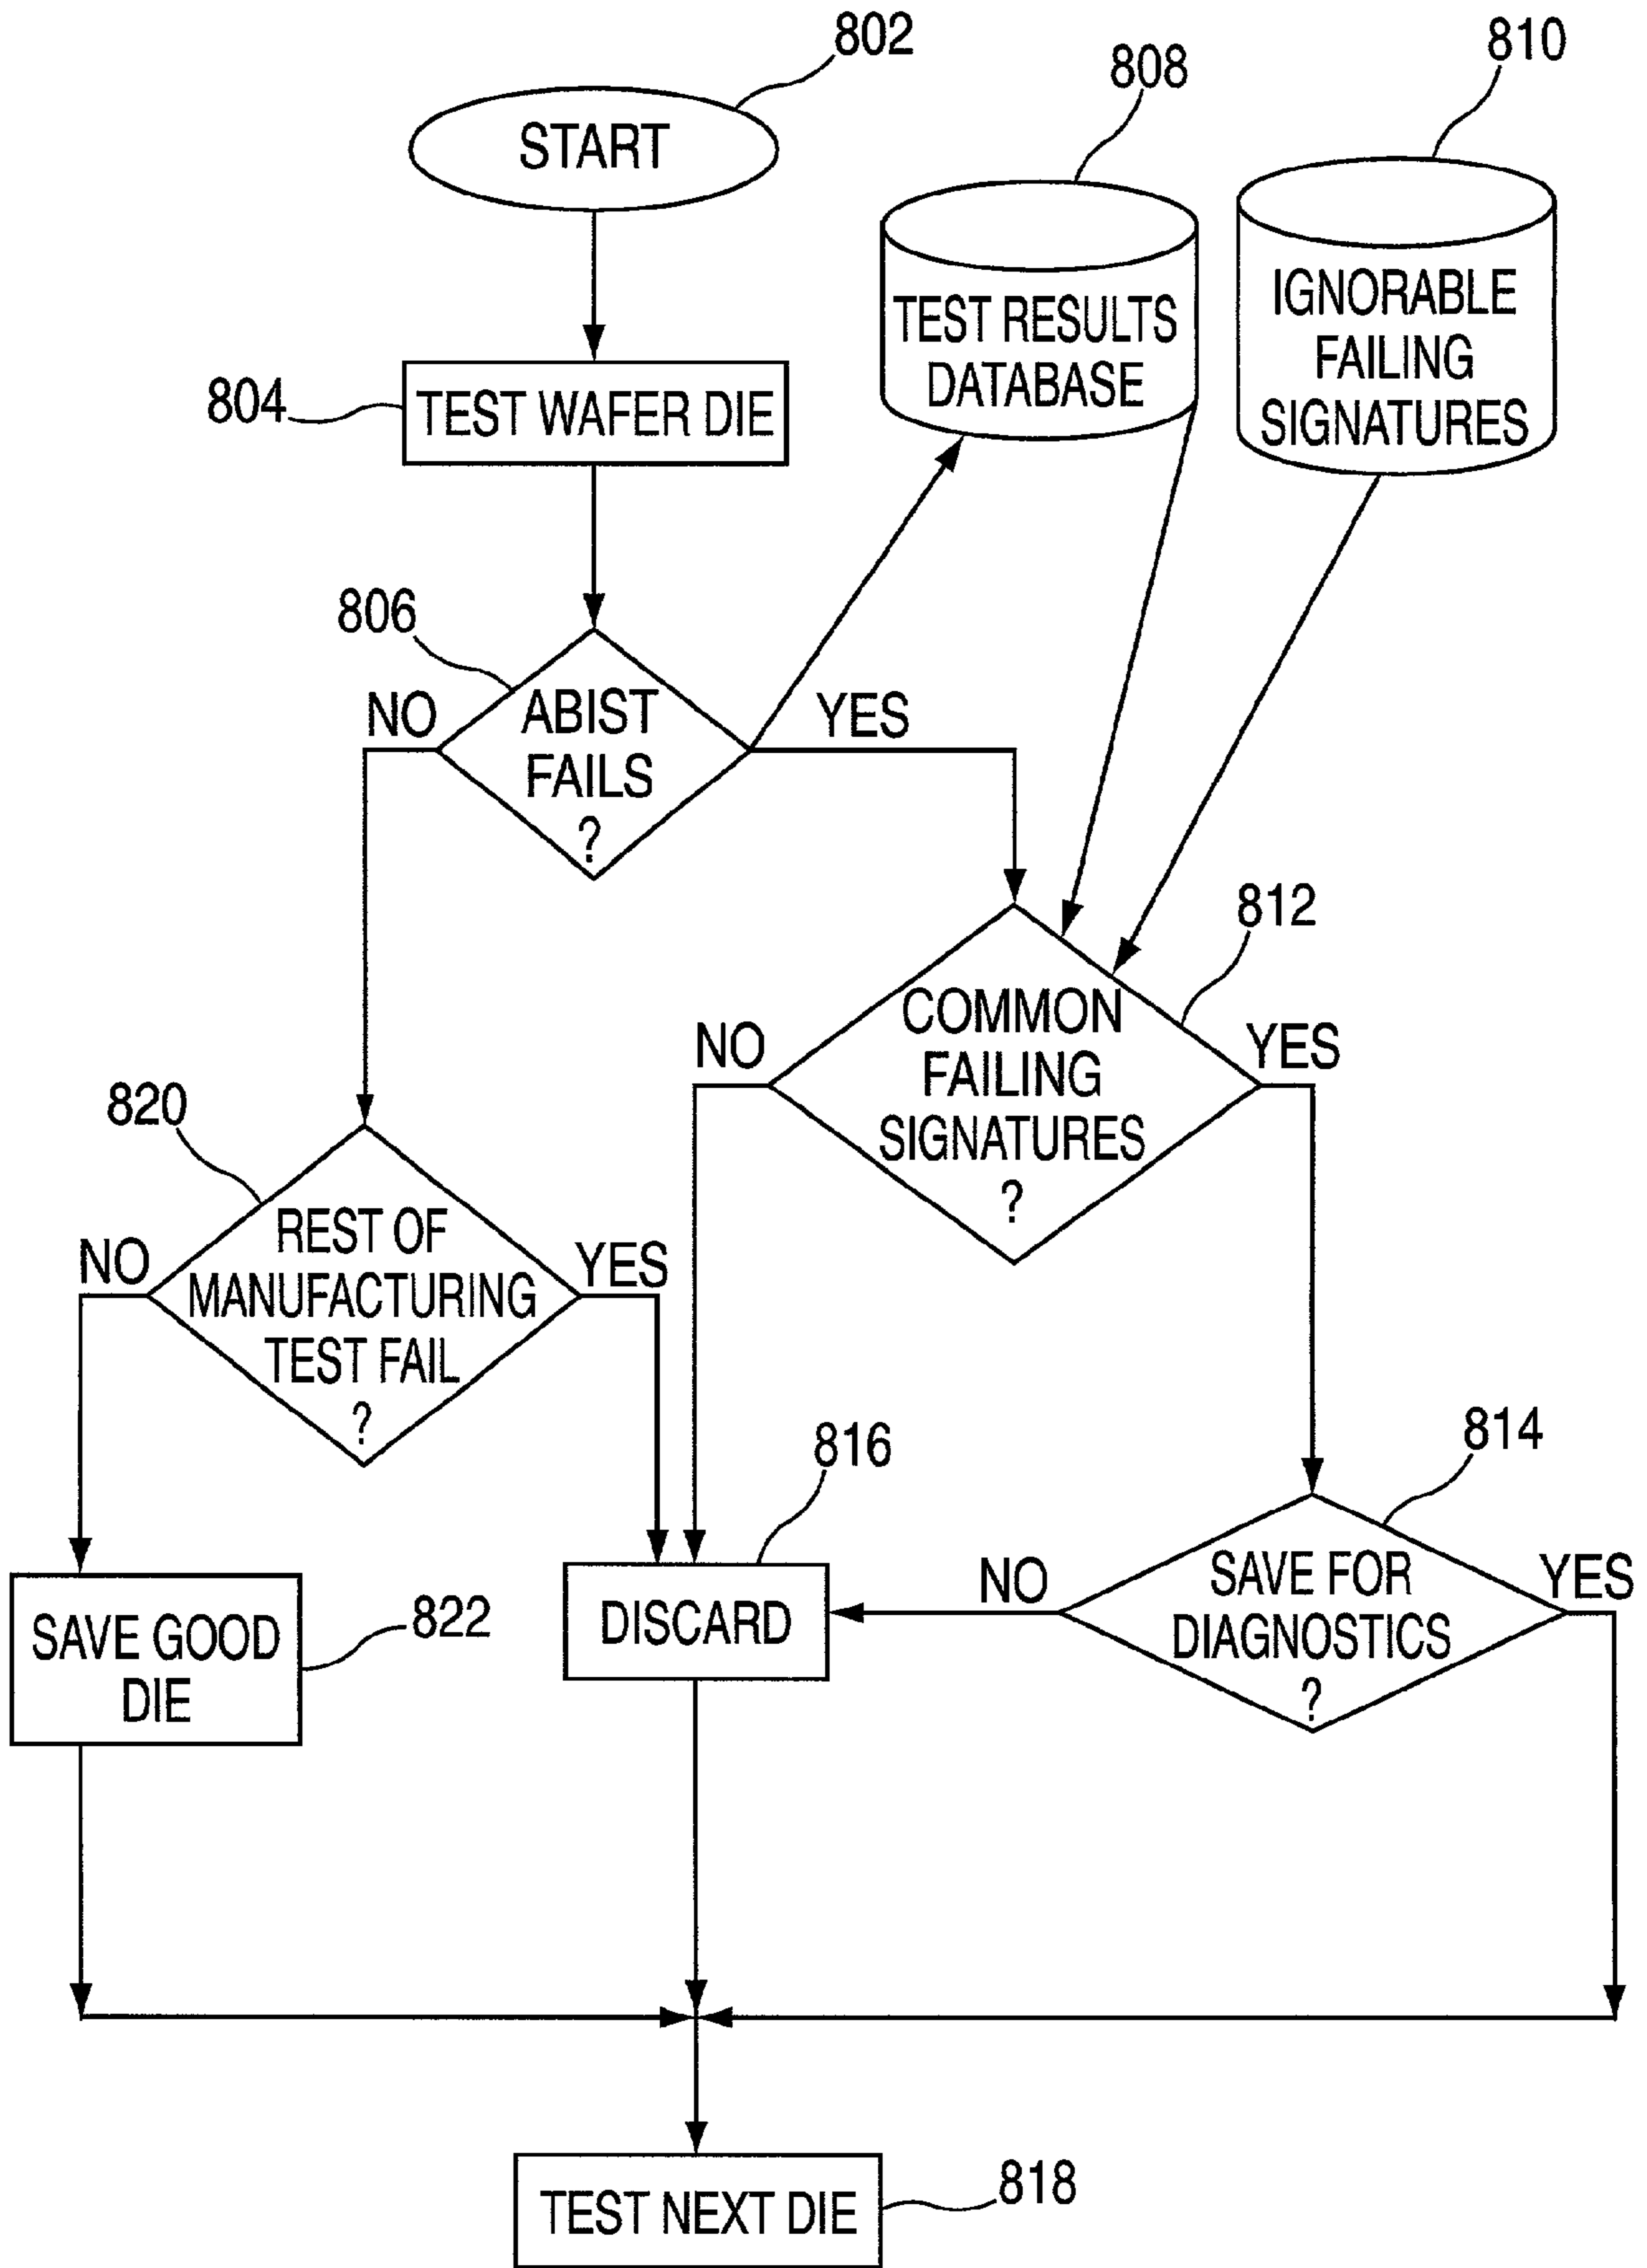 802
808
810
START
TEST RESULTS
DATABASE
IGNORABLE
FAILING
SIGNATURES
804
TEST WAFER DIE
806
NO
ABIST
FAILS
?
YES
812
NO
COMMON
FAILING
SIGNATURES
?
YES
820
NO
REST OF
MANUFACTURING
TEST FAIL
?
YES
816
814
SAVE GOOD
DIE
822
DISCARD
NO
SAVE FOR
DIAGNOSTICS
?
YES
TEST NEXT DIE
818